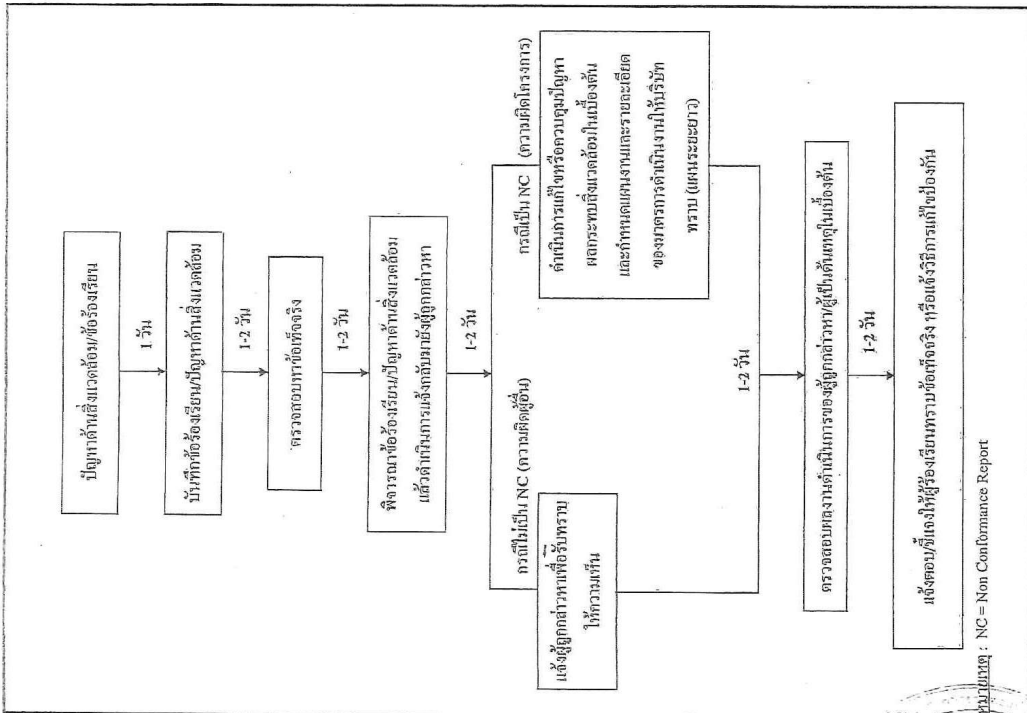 ปัญหาด้านสิ่งแวดล้อม/ข้อร้องเรียน
1 วัน
บันทึกข้อร้องเรียน/ปัญหาด้านสิ่งแวดล้อม
1-2 วัน
ตรวจสอบหาข้อเท็จจริง
1-2 วัน
พิจารณาข้อร้องเรียน/ปัญหาด้านสิ่งแวดล้อม
แล้วดำเนินการแจ้งกลับมายังผู้ถูกกล่าวหา
1-2 วัน
กรณีไม่เป็น NC (ความผิดผู้อื่น)
กรณีเป็น NC (ความผิดโครงการ)
แจ้งผู้ถูกกล่าวหาเพื่อรับทราบ
ให้ความเห็น
ดำเนินการแก้ไขหรือควบคุมปัญหา
ผลกระทบสิ่งแวดล้อมในเบื้องต้น
และกำหนดแผนงานและรายละเอียด
ของมาตรการดำเนินงานให้บริษัท
ทราบ (แผนระยะยาว)
1-2 วัน
ตรวจสอบผลงานดำเนินการของผู้ถูกกล่าวหา/ผู้เป็นต้นเหตุในเบื้องต้น
1-2 วัน
แจ้งตอบ/ชี้แจงให้ผู้ร้องเรียนทราบข้อเท็จจริง หรือแจ้งวิธีการแก้ไขป้องกัน
หมายเหตุ : NC = Non Conformance Report